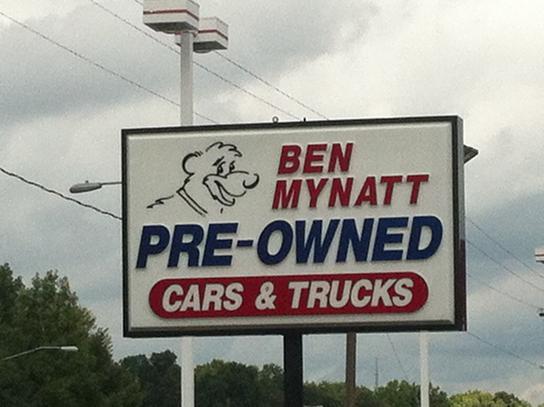 BEN
MYNATT
PRE-OWNED
CARS & TRUCKS